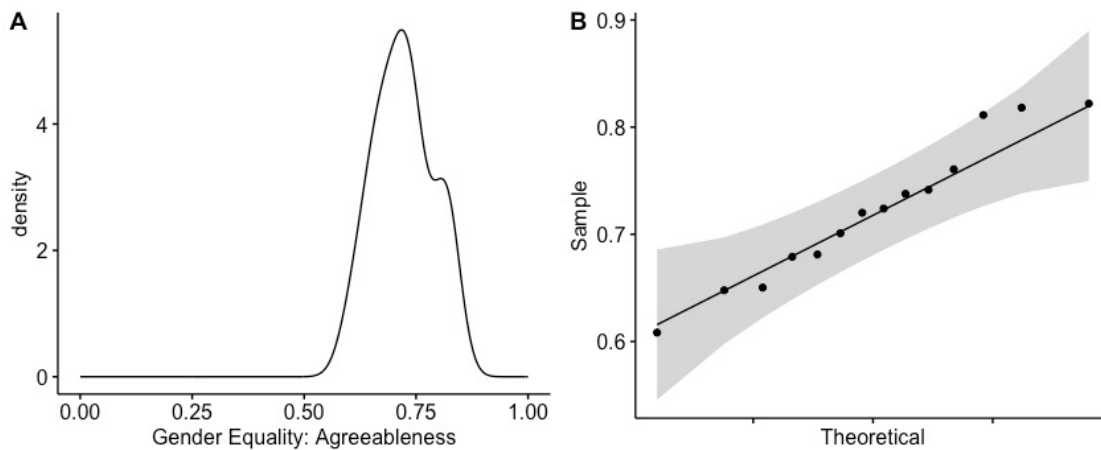 A
density
4
2
0
0.00 0.25 0.50 0.75 1.00
Gender Equality: Agreeableness
B
Sample
0.9
0.8
0.7
0.6
Theoretical